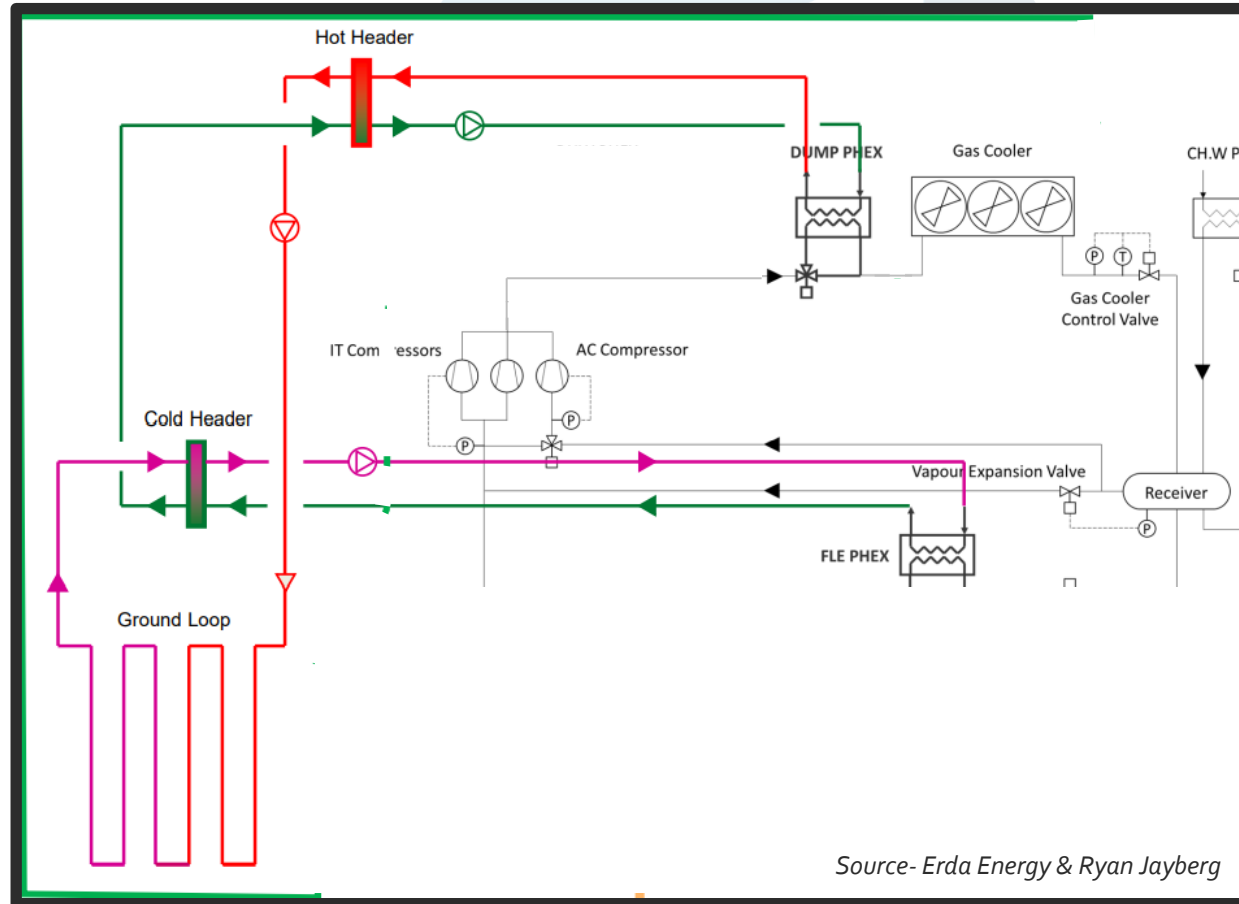 Hot Header
DUMP PHEX
Gas Cooler
CH.W P
P
T
Gas Cooler
Control Valve
IT Com ressors
AC Compressor
P
P
Cold Header
Vapour Expansion Valve
Receiver
P
FLE PHEX
Ground Loop
Source- Erda Energy & Ryan Jayberg